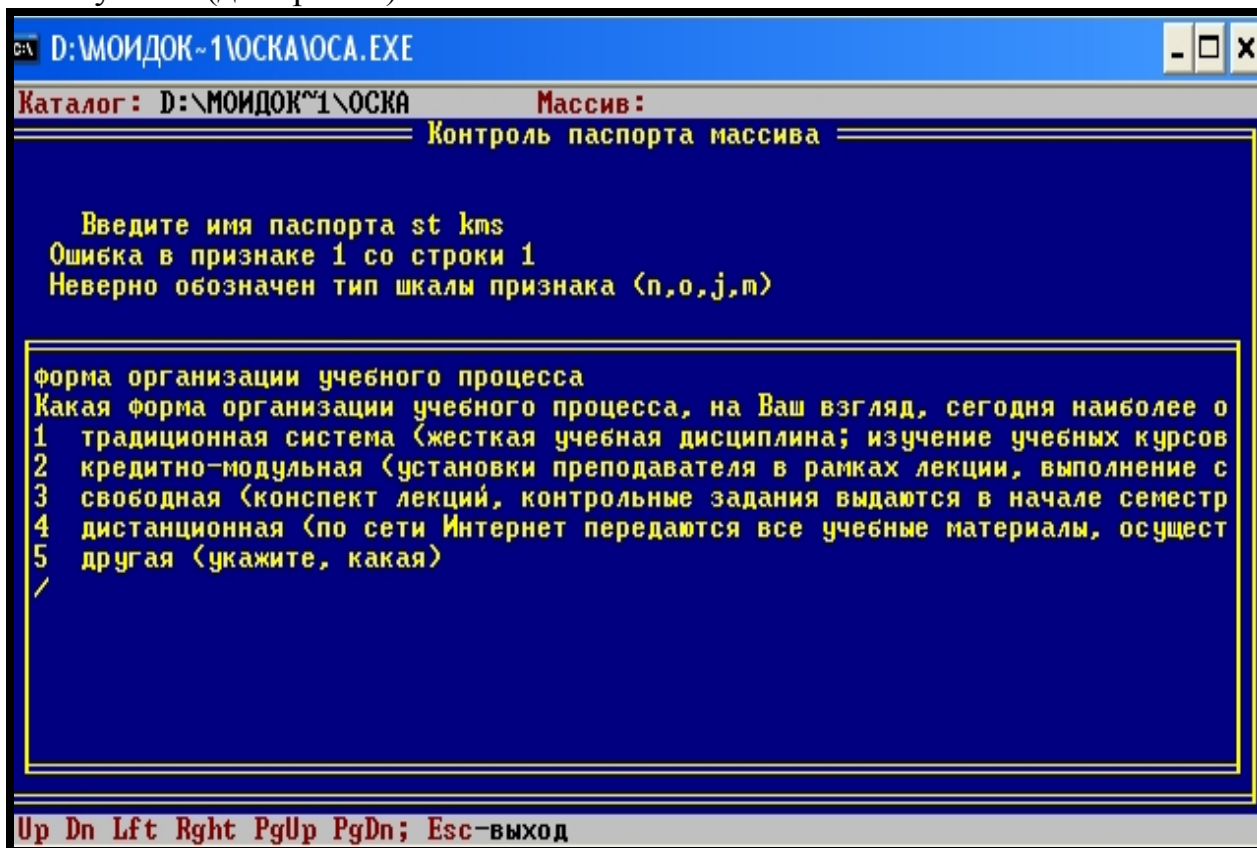 D:\МОИДОК~1\ОСКА\ОСА.EXE
Каталог: D:\МОИДОК~1\ОСКА Массив:
Контроль паспорта массива
Введите имя паспорта st kms
Ошибка в признаке 1 со строки 1
Неверно обозначен тип шкалы признака (n,o,j,m)
форма организации учебного процесса
Какая форма организации учебного процесса, на Ваш взгляд, сегодня наиболее о
1 традиционная система (жесткая учебная дисциплина; изучение учебных курсов
2 кредитно-модульная (установки преподавателя в рамках лекции, выполнение с
3 свободная (конспект лекций, контрольные задания выдаются в начале семестр
4 дистанционная (по сети Интернет передаются все учебные материалы, осущест
5 другая (укажите, какая)
/
Up Dn Lft Rght PgUp PgDn; Esc-выход